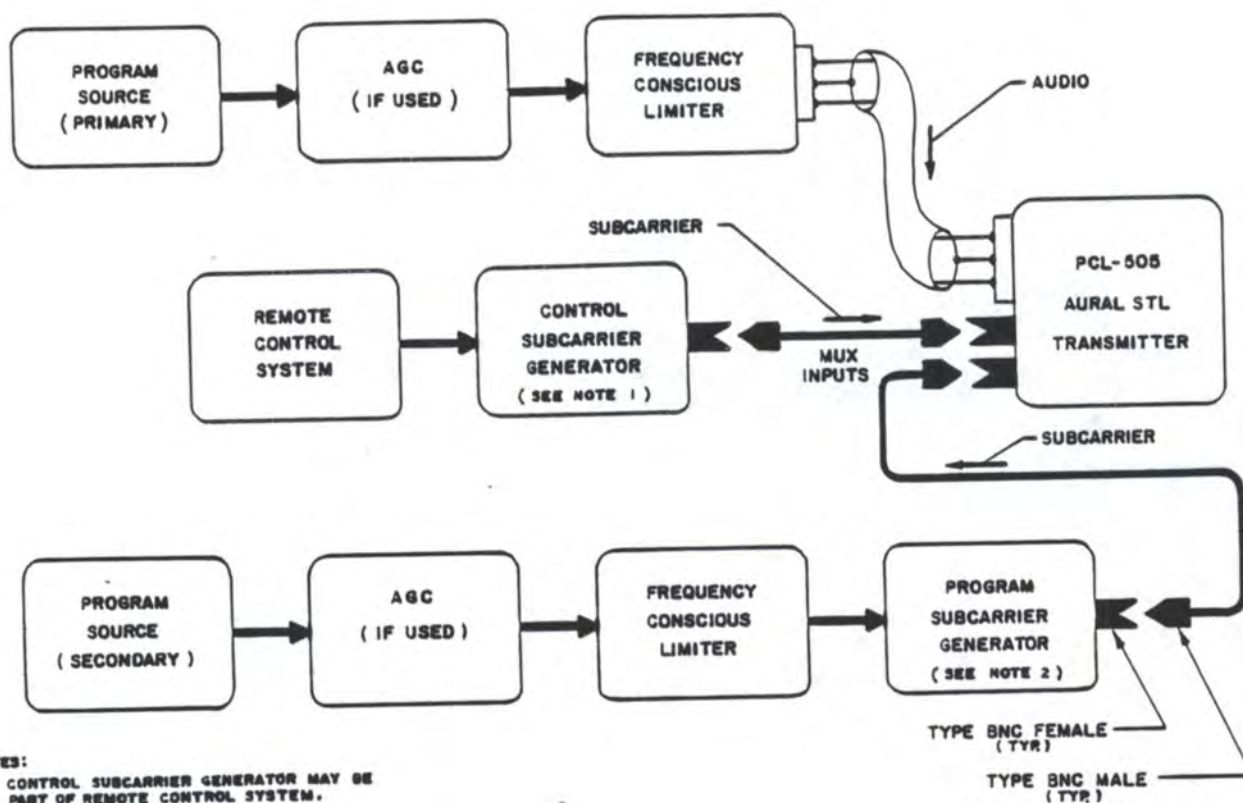 PROGRAM
SOURCE
(PRIMARY)
AGC
(IF USED)
FREQUENCY
CONSCIOUS
LIMITER
AUDIO
SUBCARRIER
REMOTE
CONTROL
SYSTEM
CONTROL
SUBCARRIER
GENERATOR
(SEE NOTE 1)
MUX
INPUTS
PCL-505
AURAL STL
TRANSMITTER
SUBCARRIER
PROGRAM
SOURCE
(SECONDARY)
AGC
(IF USED)
FREQUENCY
CONSCIOUS
LIMITER
PROGRAM
SUBCARRIER
GENERATOR
(SEE NOTE 2)
TYPE BNC FEMALE
(TYP.)
TYPE BNC MALE
(TYP.)
TES:
CONTROL SUBCARRIER GENERATOR MAY BE
PART OF REMOTE CONTROL SYSTEM.